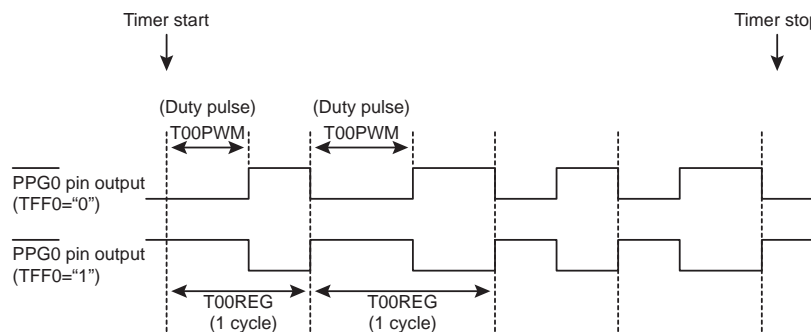 Timer start
Timer stop
(Duty pulse)
(Duty pulse)
T00PWM
T00PWM
PPG0 pin output
(TFF0=“0”)
PPG0 pin output
(TFF0=“1”)
T00REG
(1 cycle)
T00REG
(1 cycle)